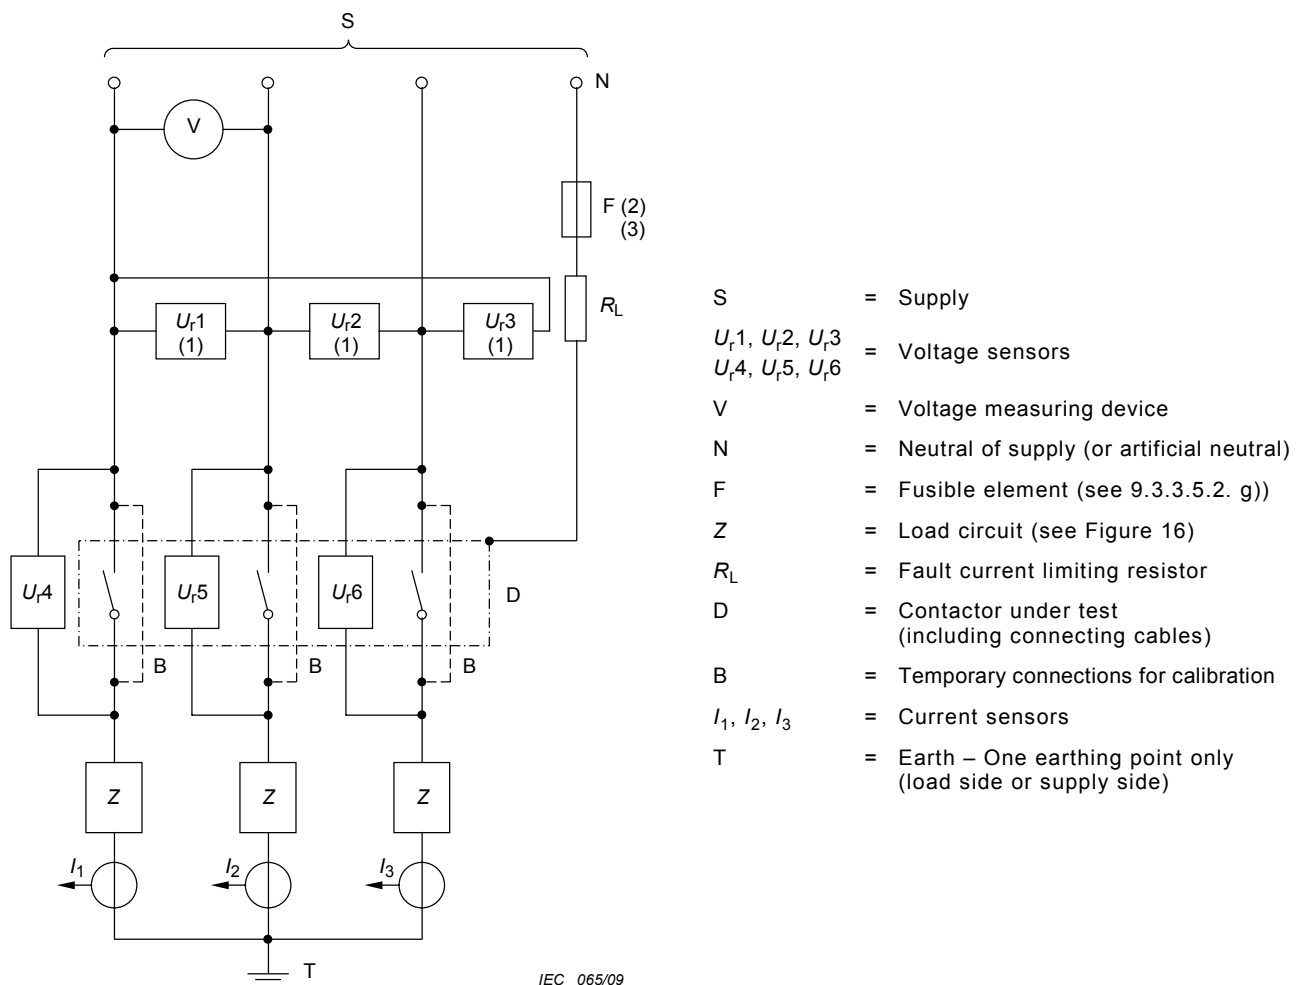 S
N
V
F (2)
(3)
RL
Ur1
(1)
Ur2
(1)
Ur3
(1)
Ur4
Ur5
Ur6
D
B
B
B
Z
Z
Z
I1
I2
I3
T
IEC 065/09
S = Supply
Ur1, Ur2, Ur3
Ur4, Ur5, Ur6 = Voltage sensors
V = Voltage measuring device
N = Neutral of supply (or artificial neutral)
F = Fusible element (see 9.3.3.5.2. g))
Z = Load circuit (see Figure 16)
RL = Fault current limiting resistor
D = Contactor under test
(including connecting cables)
B = Temporary connections for calibration
I1, I2, I3 = Current sensors
T = Earth – One earthing point only
(load side or supply side)